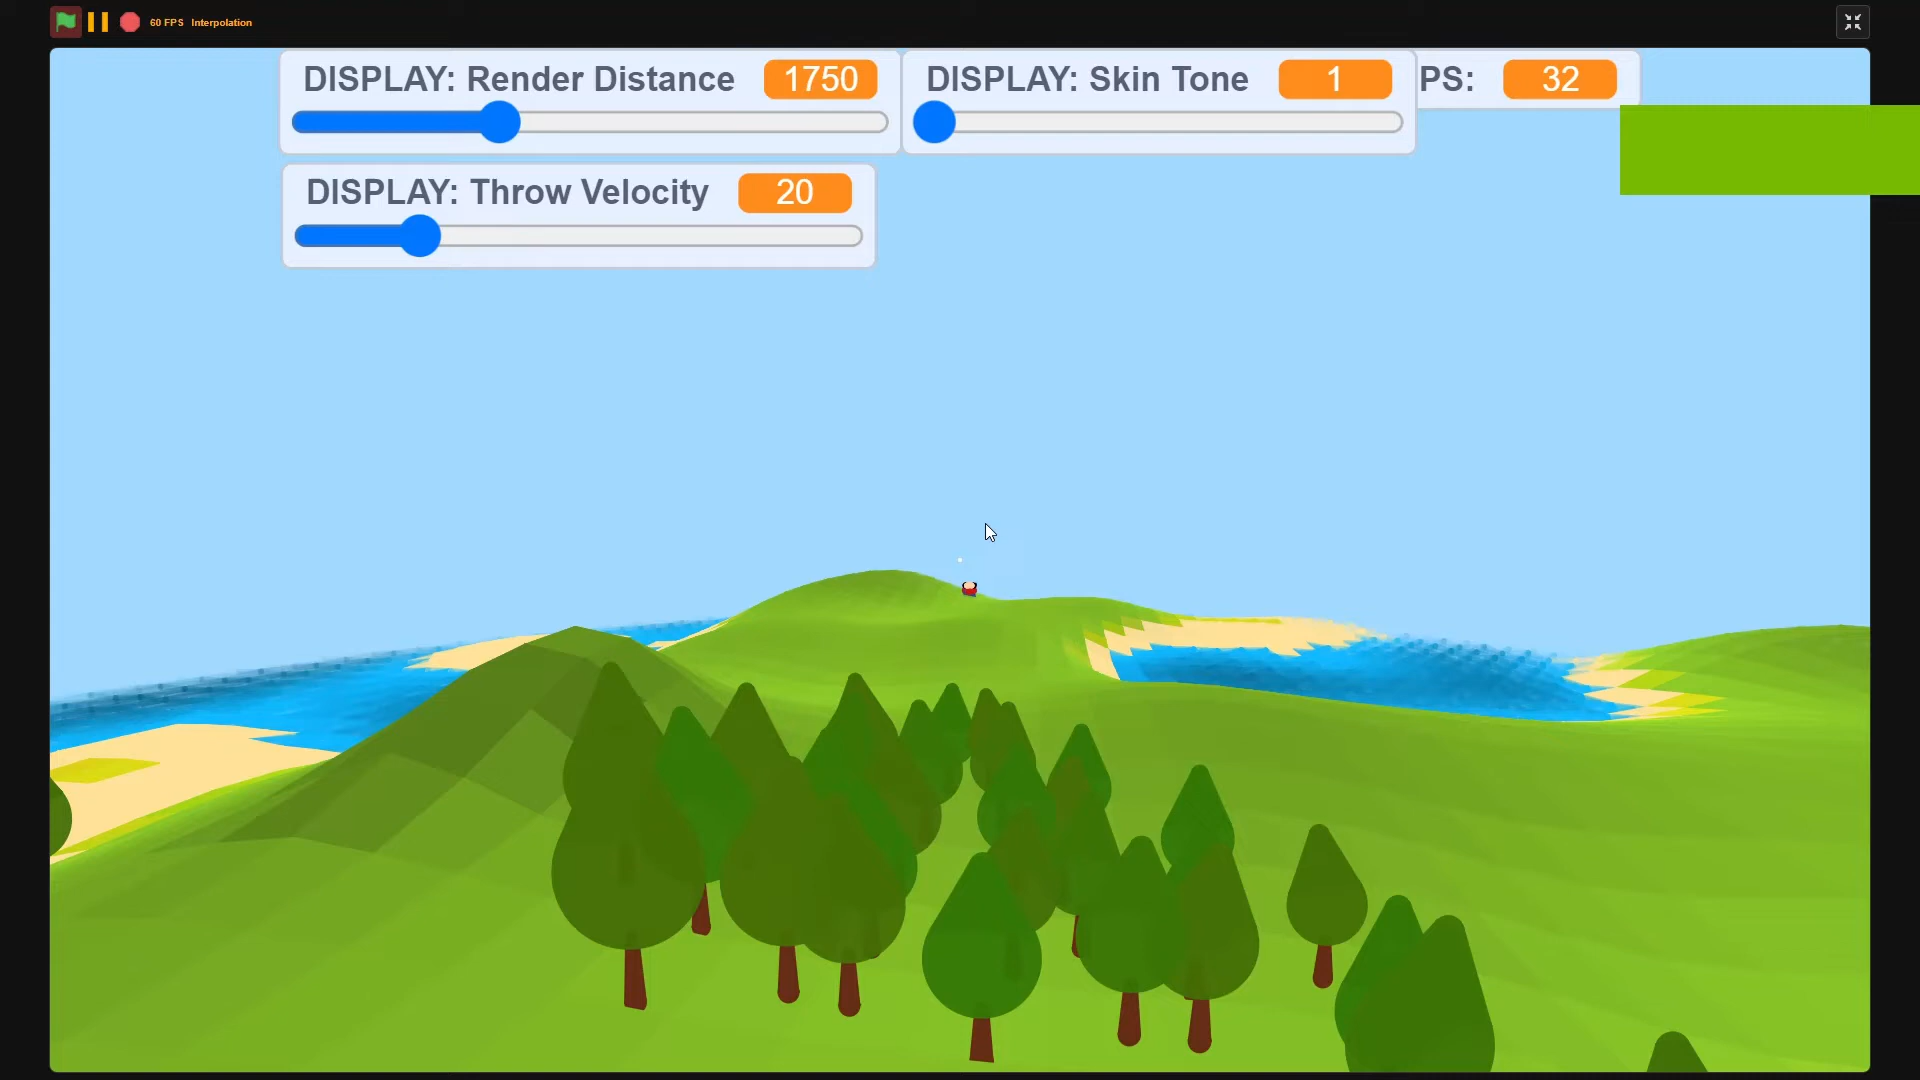 60 FPS Interpolation
DISPLAY: Render Distance 1750
DISPLAY: Skin Tone 1
PS: 32
DISPLAY: Throw Velocity 20